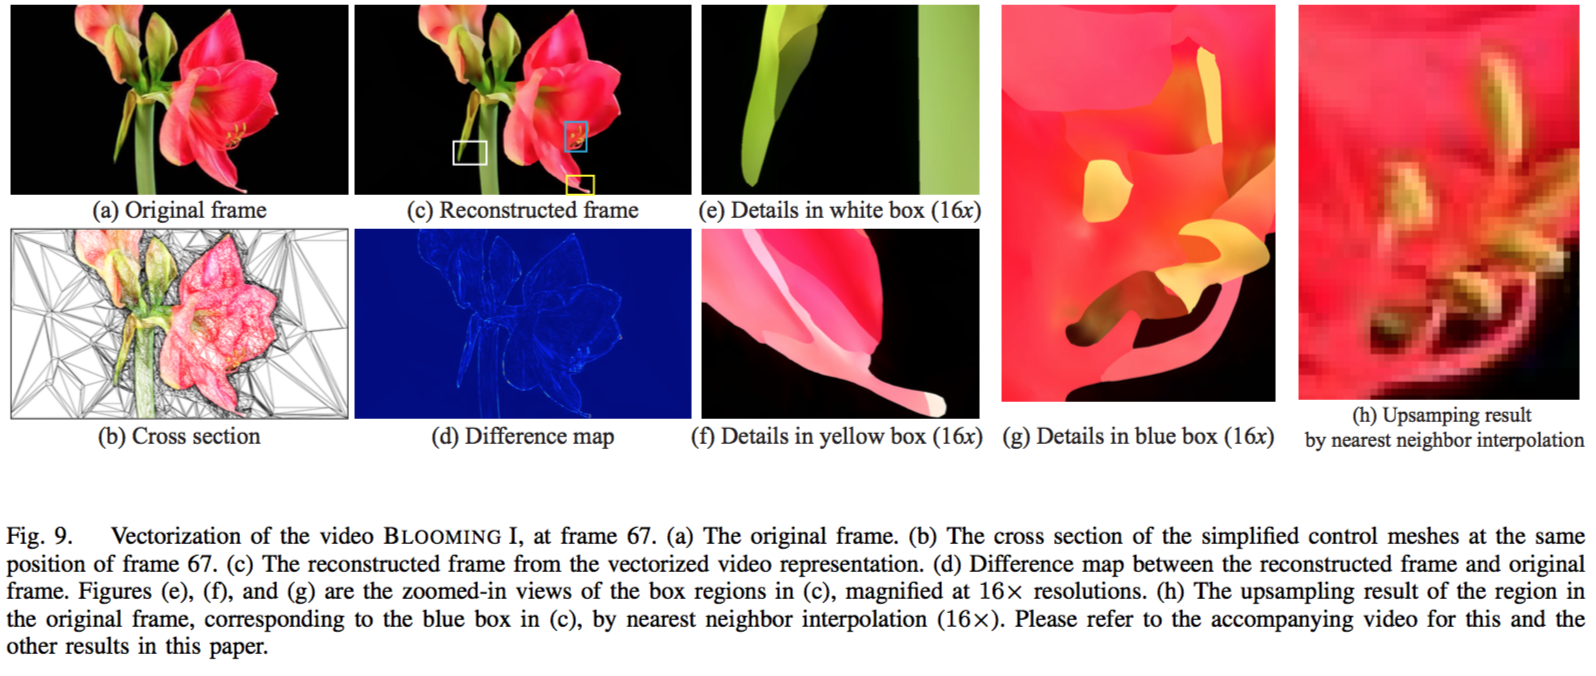 (a) Original frame
(c) Reconstructed frame
(e) Details in white box (16x)
(b) Cross section
(d) Difference map
(f) Details in yellow box (16x)
(g) Details in blue box (16x)
(h) Upsamping result
by nearest neighbor interpolation
Fig. 9. Vectorization of the video BLOOMING I, at frame 67. (a) The original frame. (b) The cross section of the simplified control meshes at the same
position of frame 67. (c) The reconstructed frame from the vectorized video representation. (d) Difference map between the reconstructed frame and original
frame. Figures (e), (f), and (g) are the zoomed-in views of the box regions in (c), magnified at 16× resolutions. (h) The upsampling result of the region in
the original frame, corresponding to the blue box in (c), by nearest neighbor interpolation (16×). Please refer to the accompanying video for this and the
other results in this paper.